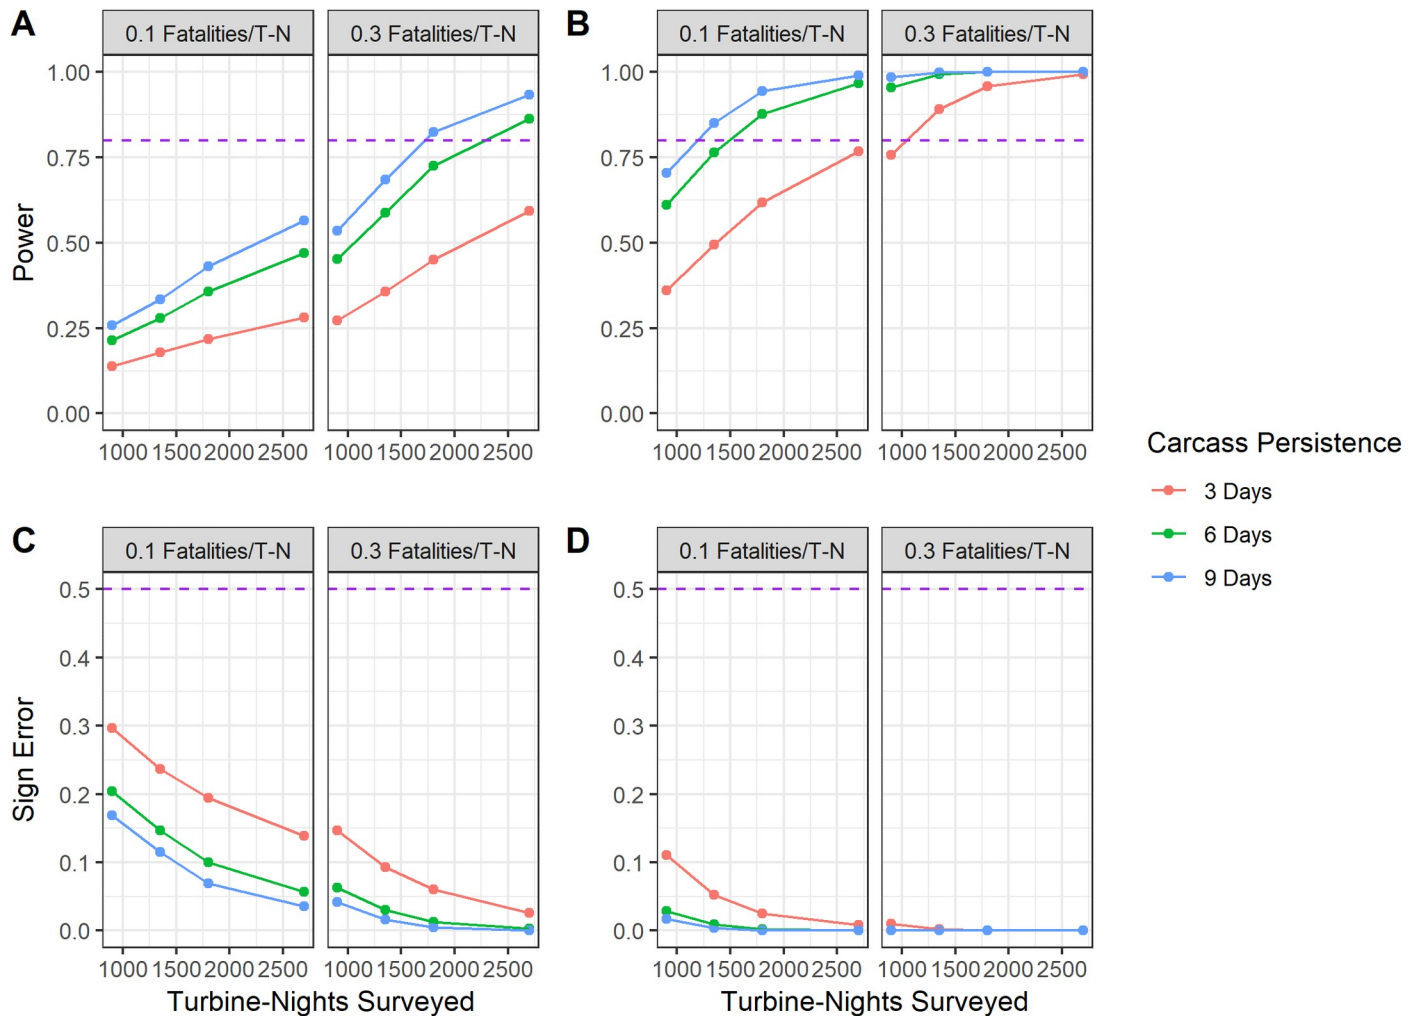 A
0.1 Fatalities/T-N 0.3 Fatalities/T-N
B
0.1 Fatalities/T-N 0.3 Fatalities/T-N
Power
1.00
0.75
0.50
0.25
0.00
1000 1500 2000 2500
1000 1500 2000 2500
1.00
0.75
0.50
0.25
0.00
1000 1500 2000 2500
1000 1500 2000 2500
Carcass Persistence
3 Days
6 Days
9 Days
C
0.1 Fatalities/T-N 0.3 Fatalities/T-N
D
0.1 Fatalities/T-N 0.3 Fatalities/T-N
Sign Error
0.5
0.4
0.3
0.2
0.1
0.0
1000 1500 2000 2500
1000 1500 2000 2500
Turbine-Nights Surveyed
0.5
0.4
0.3
0.2
0.1
0.0
1000 1500 2000 2500
1000 1500 2000 2500
Turbine-Nights Surveyed